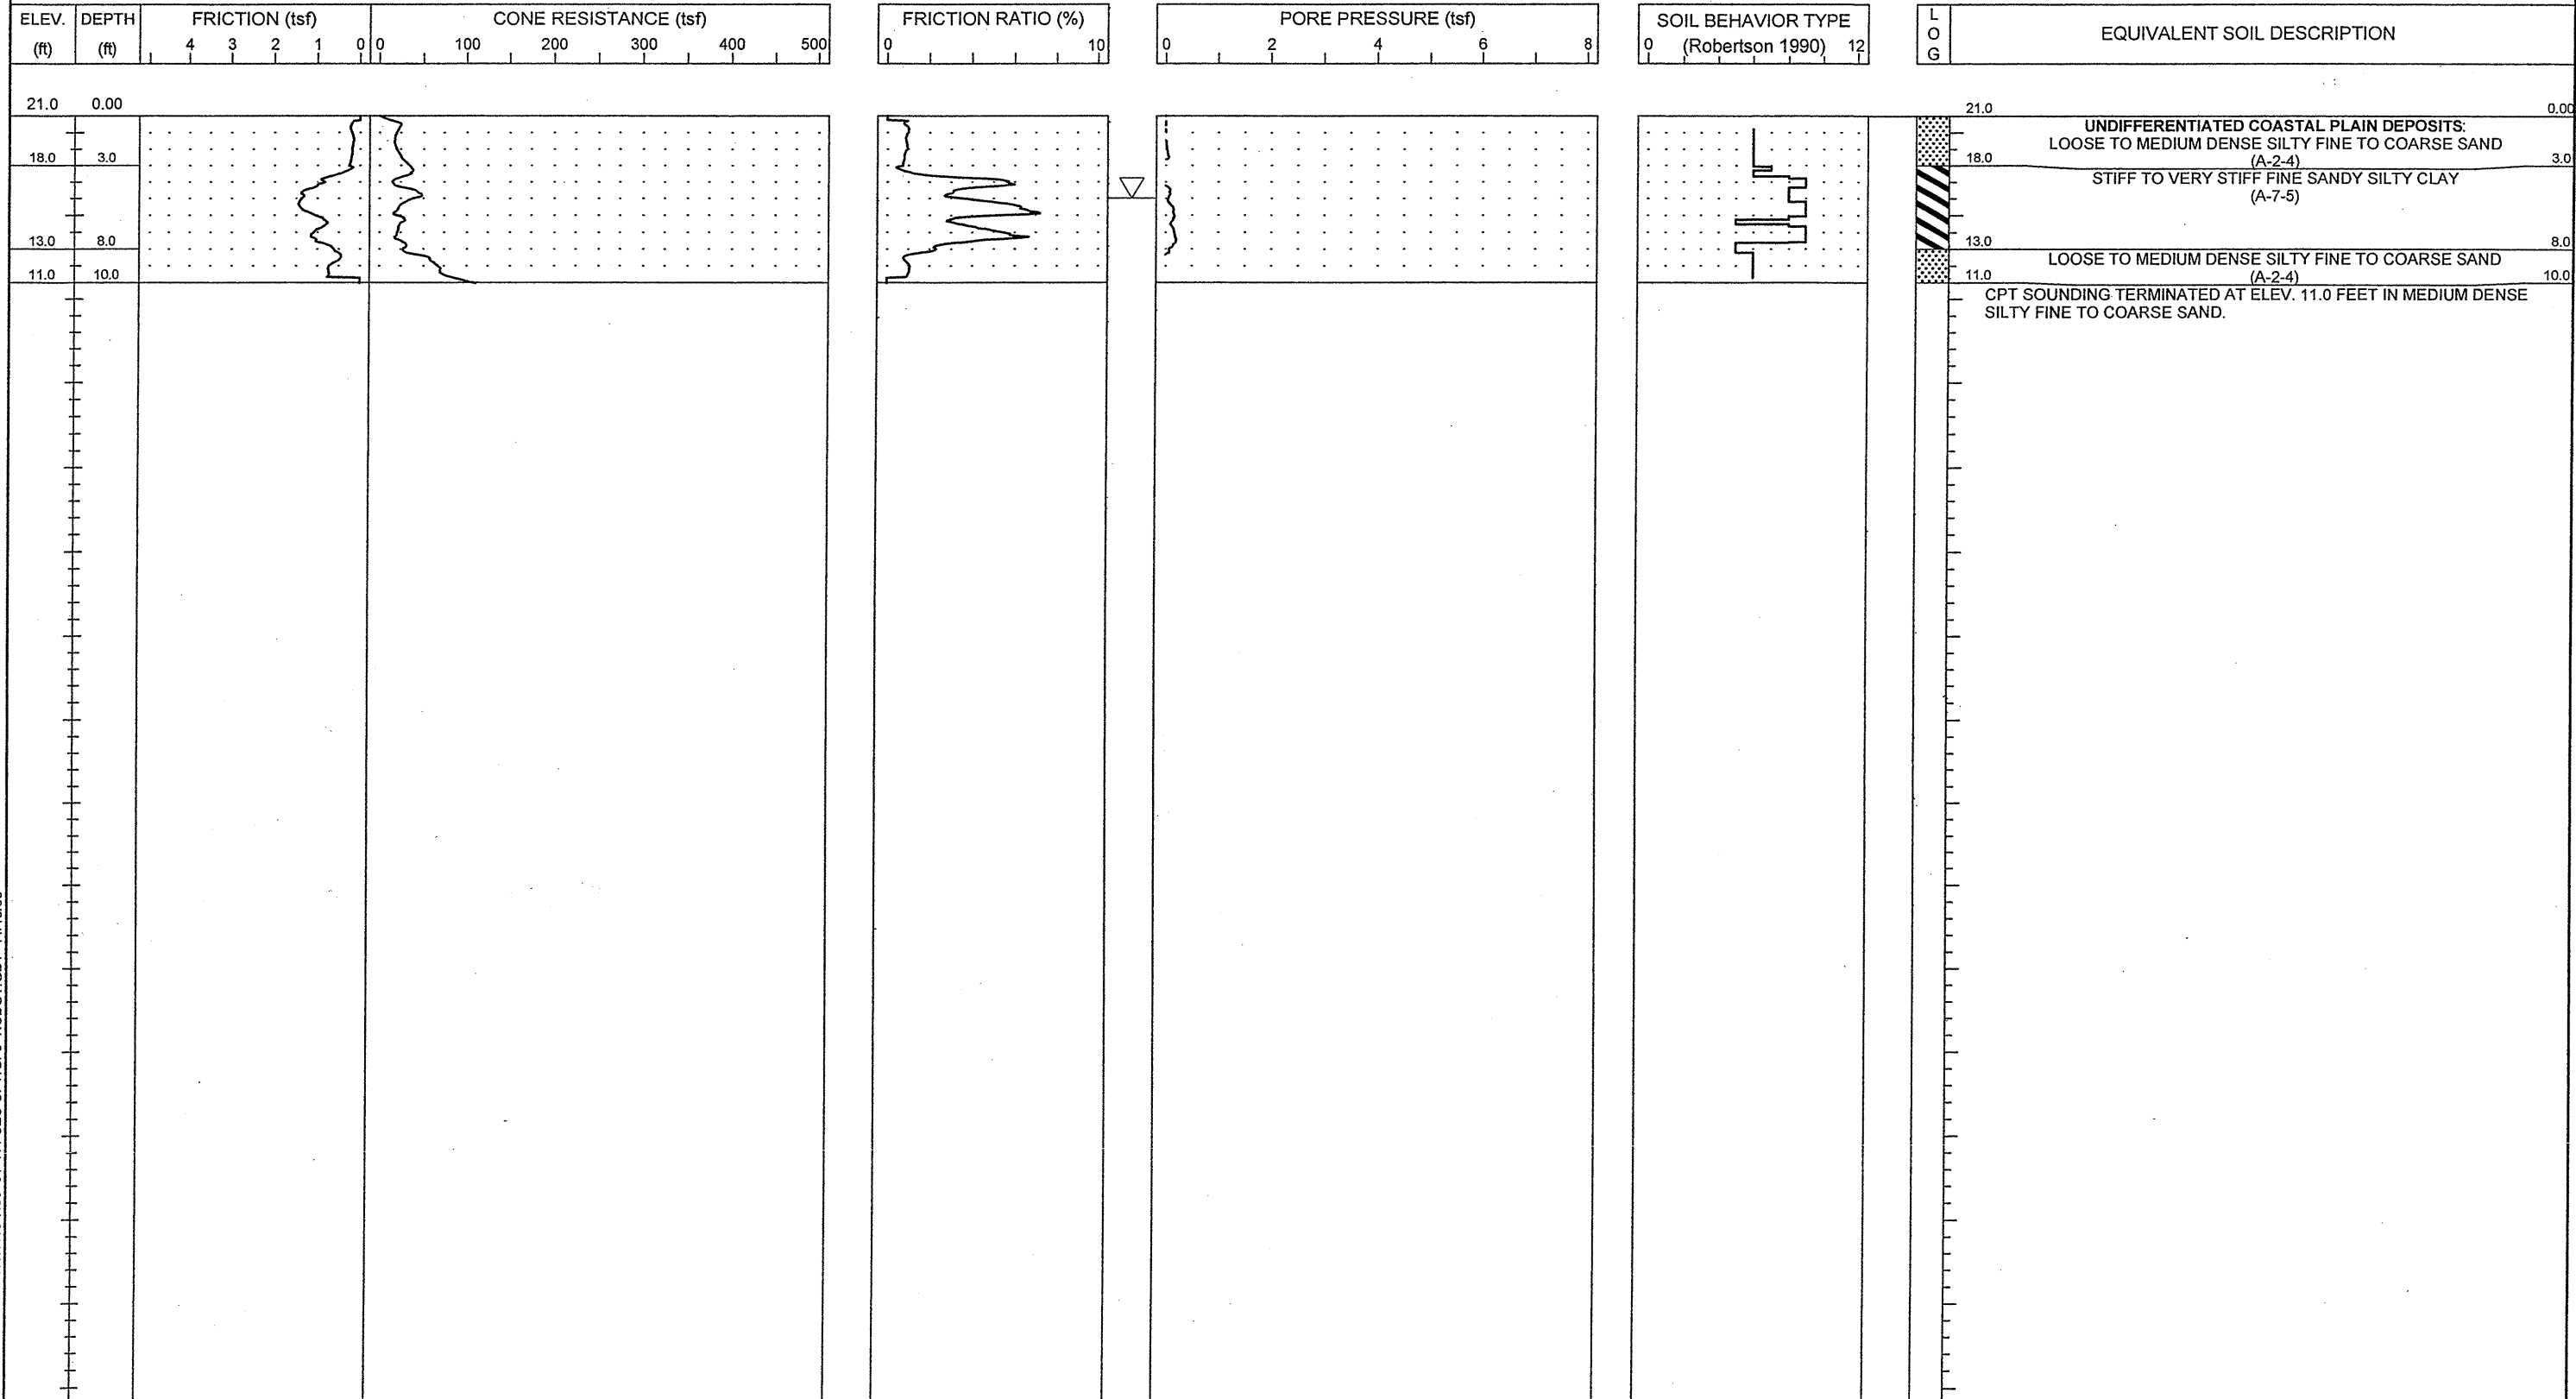 ELEV. DEPTH FRICTION (tsf) CONE RESISTANCE (tsf) FRICTION RATIO (%) PORE PRESSURE (tsf) SOIL BEHAVIOR TYPE L
(ft) (ft) 4 3 2 1 0 0 100 200 300 400 500 0 10 0 2 4 6 8 0 (Robertson 1990) 12 O EQUIVALENT SOIL DESCRIPTION
G
21.0 0.00 21.0 0.00
UNDIFFERENTIATED COASTAL PLAIN DEPOSITS:
LOOSE TO MEDIUM DENSE SILTY FINE TO COARSE SAND
18.0 3.0 18.0 (A-2-4) 3.0
STIFF TO VERY STIFF FINE SANDY SILTY CLAY
(A-7-5)
13.0 8.0 13.0 8.0
LOOSE TO MEDIUM DENSE SILTY FINE TO COARSE SAND
11.0 10.0 11.0 (A-2-4) 10.0
CPT SOUNDING TERMINATED AT ELEV. 11.0 FEET IN MEDIUM DENSE
SILTY FINE TO COARSE SAND.